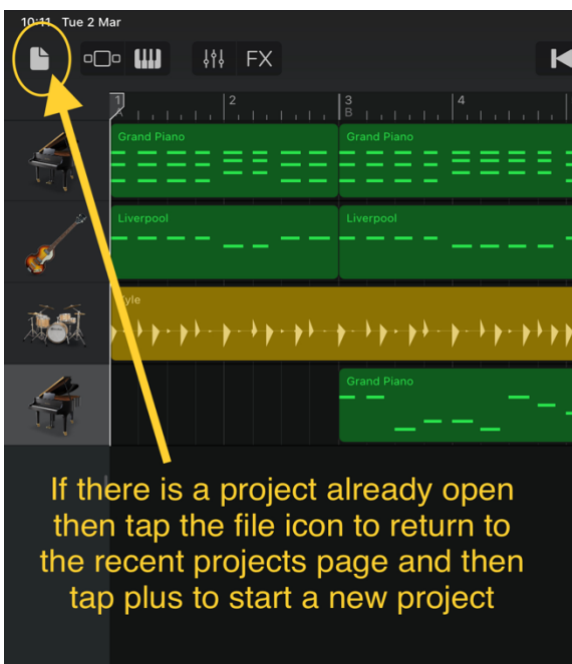 10:11 Tue 2 Mar
FX
1 2 3 4
A B
Grand Piano Grand Piano
Liverpool Liverpool
Kyle
Grand Piano
If there is a project already open
then tap the file icon to return to
the recent projects page and then
tap plus to start a new project